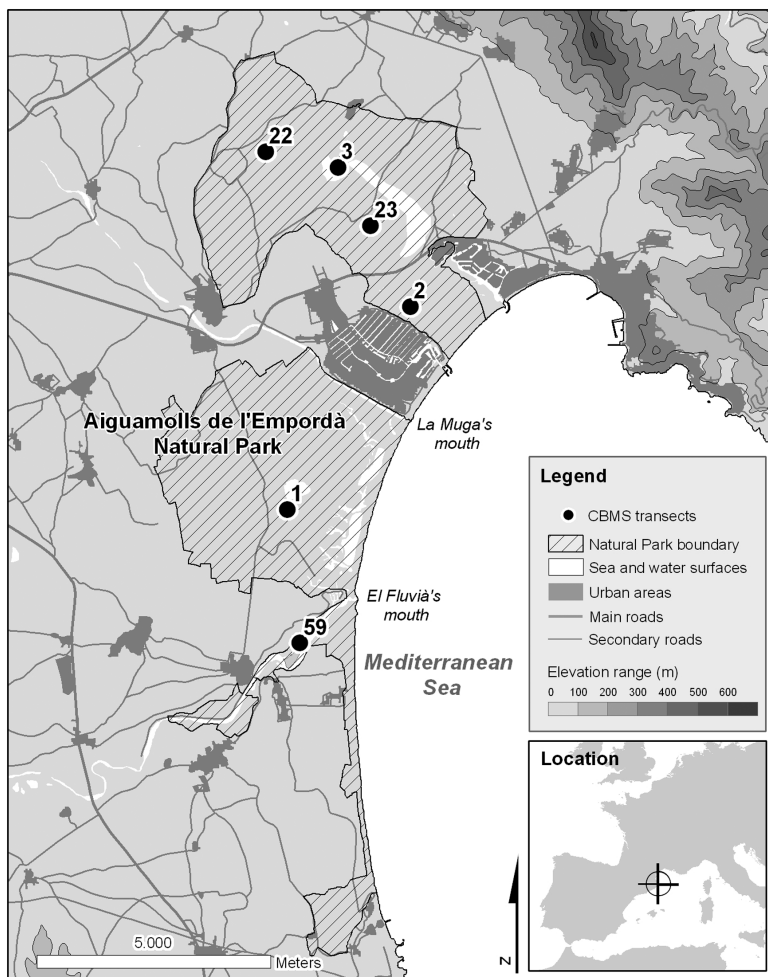 22
3
23
2
Aiguamolls de l'Empordà
Natural Park
La Muga's
mouth
1
El Fluvià's
mouth
59
Mediterranean
Sea
Legend
CBMS transects
Natural Park boundary
Sea and water surfaces
Urban areas
Main roads
Secondary roads
Elevation range (m)
0 100 200 300 400 500 600
Location
5.000
Meters
N